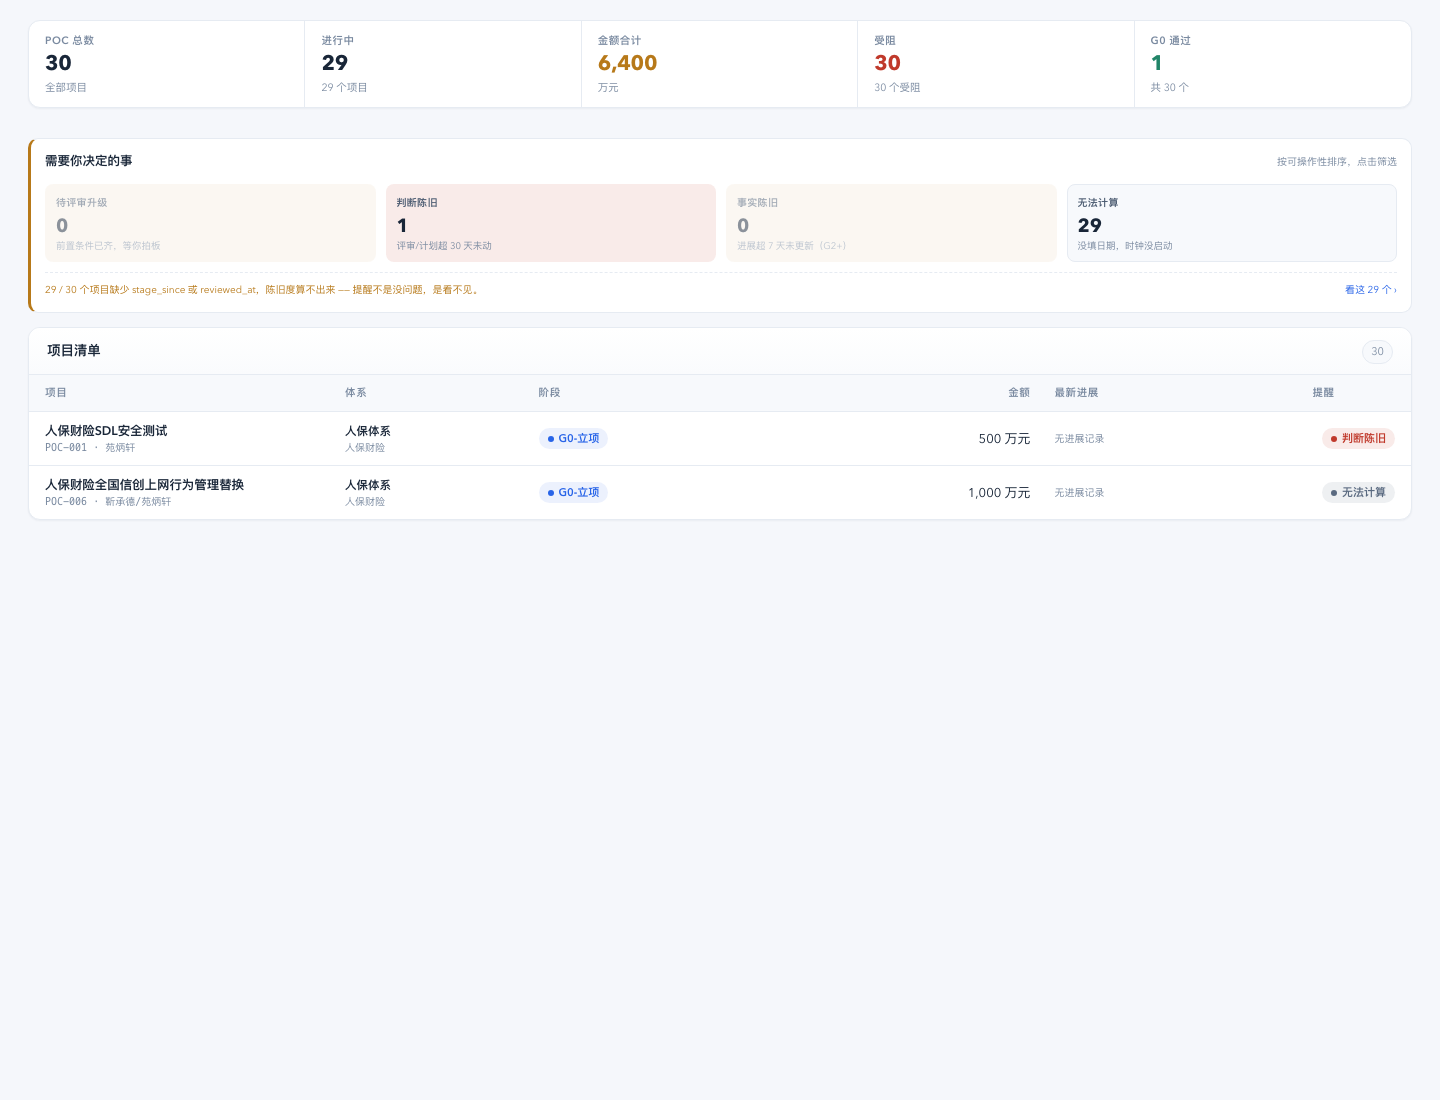 POC 总数
30
全部项目
进行中
29
29 个项目
金额合计
6,400
万元
受阻
30
30 个受阻
G0 通过
1
共 30 个
需要你决定的事
按可操作性排序，点击筛选
待评审升级
0
前置条件已齐，等你拍板
判断陈旧
1
评审/计划超 30 天未动
事实陈旧
0
进展超 7 天未更新（G2+）
无法计算
29
没填日期，时钟没启动
29 / 30 个项目缺少 stage_since 或 reviewed_at，陈旧度算不出来 — 提醒不是没问题，是看不见。
看这 29 个 ›
项目清单
30
项目 体系 阶段 金额 最新进展 提醒
人保财险SDL安全测试
POC-001 · 苑炳轩
人保体系
人保财险
G0-立项
500 万元
无进展记录
判断陈旧
人保财险全国信创上网行为管理替换
POC-006 · 靳承德/苑炳轩
人保体系
人保财险
G0-立项
1,000 万元
无进展记录
无法计算